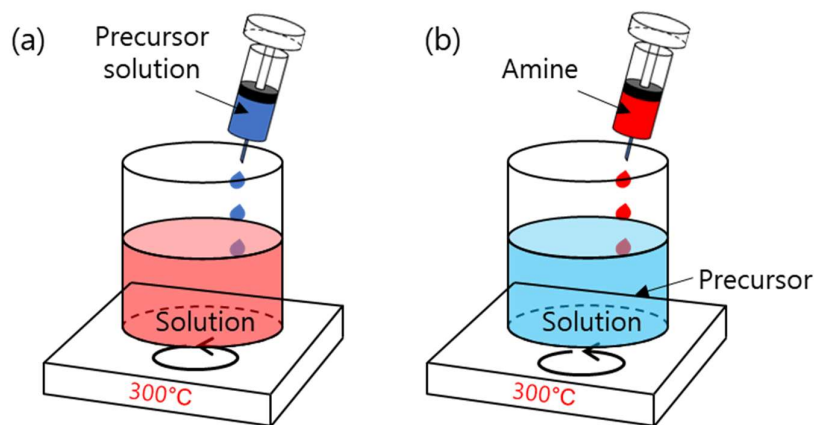 (a)
Precursor
solution
Solution
300°C
(b)
Amine
Precursor
Solution
300°C